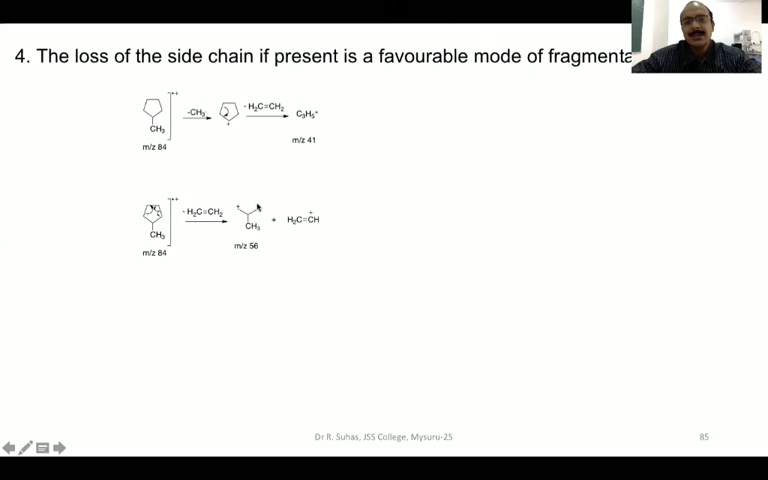 4. The loss of the side chain if present is a favourable mode of fragmenta
CH₃
m/z 84
-CH₃
+
- H₂C=CH₂
C₃H₅⁺
m/z 41
CH₃
m/z 84
- H₂C=CH₂
+
CH₃
m/z 56
+
H₂C=CH
+
Dr R. Suhas, JSS College, Mysuru-25
85